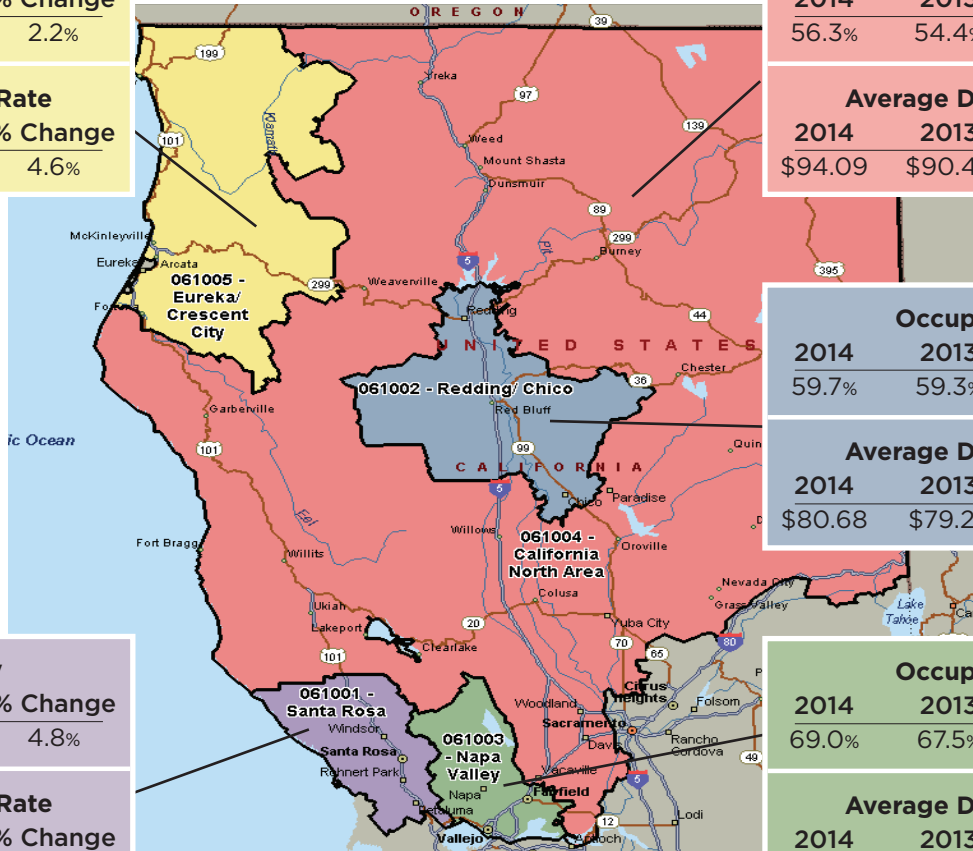 % Change
2.2%
Rate
% Change
4.6%
2014 2013
56.3% 54.4%
Average D
2014 2013
$94.09 $90.4
Occup
2014 2013
59.7% 59.3%
Average D
2014 2013
$80.68 $79.2
% Change
4.8%
Rate
% Change
Occup
2014 2013
69.0% 67.5%
Average D
2014 2013
OREGON
39
199
Yreka
97
Klamath
101
139
Weed
Mount Shasta
Dunsmuir
89
299
McKinleyville
Pit
Burney
Eureka
Arcata
5
395
061005 -
Eureka/
Crescent
City
299
Weaverville
Redding
44
UNITED STATES
Chester
36
061002 - Redding/ Chico
Garberville
Red Bluff
ic Ocean
101
99
Quin
CALIFORNIA
5
Chico
Paradise
Eel
Fort Bragg
Willows
061004 -
California
North Area
Oroville
Willits
Nevada City
Grass Valley
Colusa
Lake
Tahoe
Ca
Ukiah
20
Yuba City
Lakeport
Clearlake
70
80
65
101
061001 -
Santa Rosa
Citrus
Heights
Folsom
Woodland
Windsor
Sacramento
Rancho
Cordova
Santa Rosa
061003
- Napa
Valley
Davis
49
Rohnert Park
Vacaville
5
Napa
Fairfield
Petaluma
12
Lodi
Vallejo
Antioch